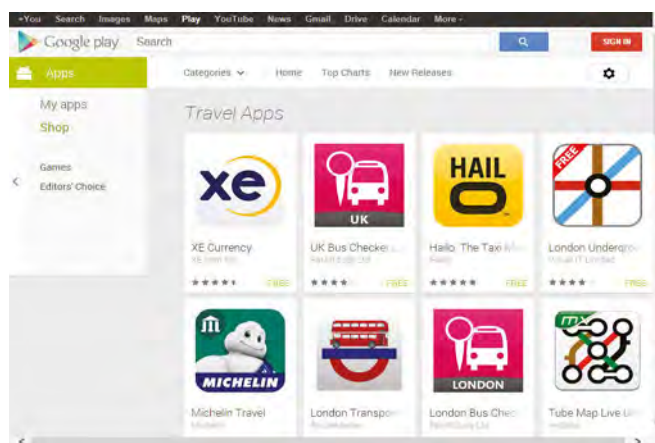 +You Search Images Maps Play YouTube News Gmail Drive Calendar More
Google play Search SIGN IN
Apps Categories Home Top Charts New Releases
My apps
Shop
Games
Editors' Choice
Travel Apps
xe
UK
HAIL
O
FREE
XE Currency UK Bus Checker Hailo. The Taxi London Undergro
FREE FREE FREE FREE
MICHELIN
LONDON
mx
Michelin Travel London Transpo London Bus Chec Tube Map Live